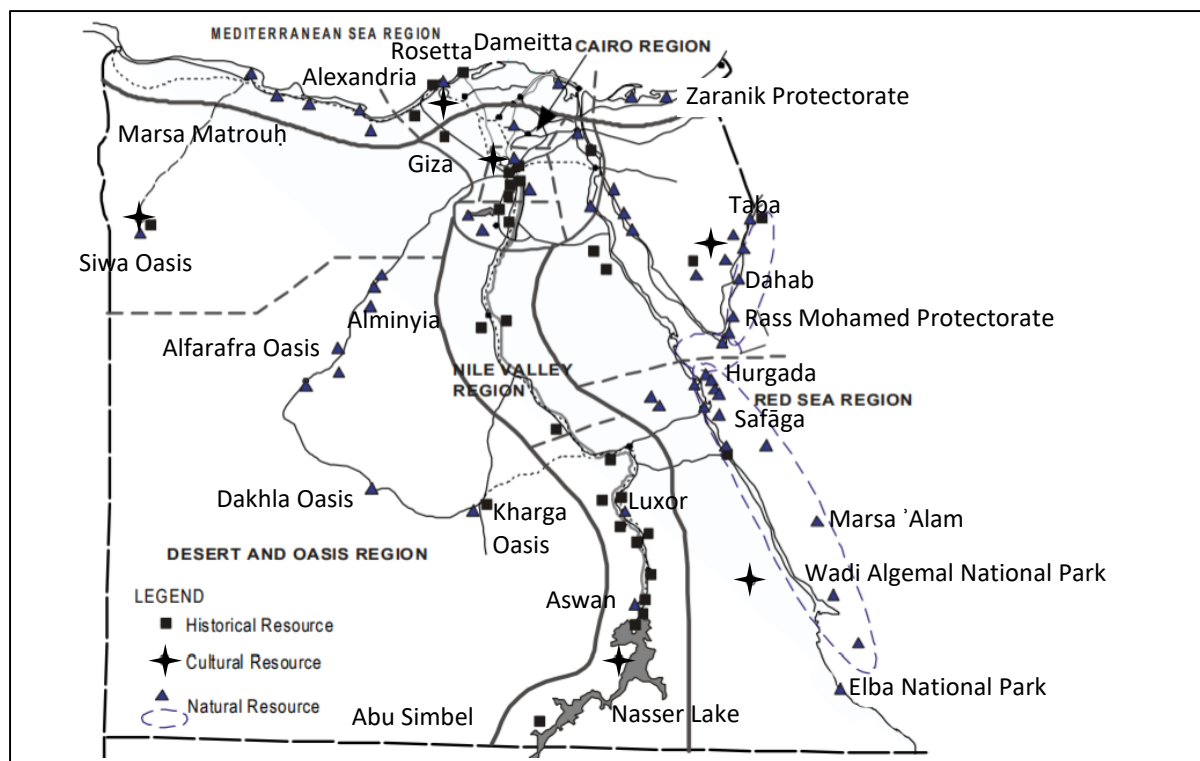 MEDITERRANEAN SEA REGION
Rosetta
Dameitta
CAIRO REGION
Alexandria
Zaranik Protectorate
Marsa Matrouḥ
Giza
Taba
Siwa Oasis
Dahab
Alminyia
Rass Mohamed Protectorate
Alfarafra Oasis
NILE VALLEY
REGION
Hurgada
RED SEA REGION
Safāga
Dakhla Oasis
Kharga
Oasis
Luxor
Marsa ʾAlam
DESERT AND OASIS REGION
Wadi Algemal National Park
LEGEND
Aswan
Historical Resource
Cultural Resource
Elba National Park
Natural Resource
Abu Simbel
Nasser Lake